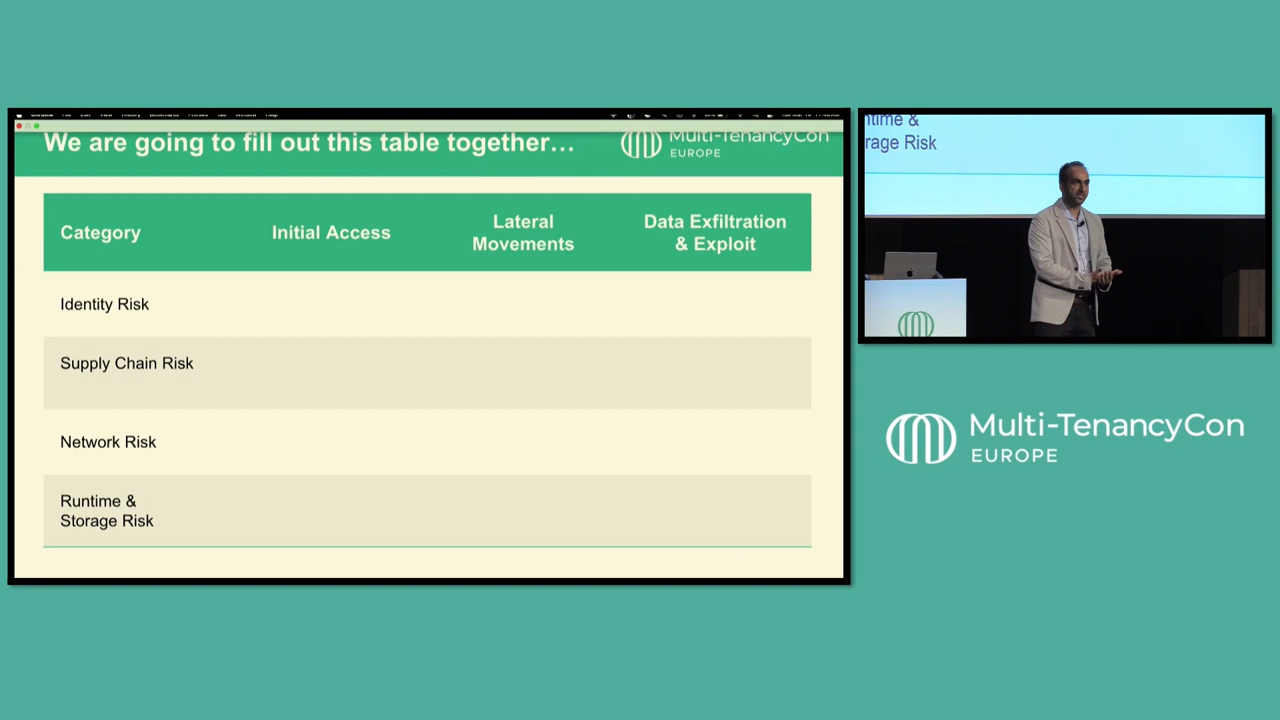 We are going to fill out this table together…
Multi-TenancyCon
EUROPE
Category
Initial Access
Lateral
Movements
Data Exfiltration
& Exploit
Identity Risk
Supply Chain Risk
Network Risk
Runtime &
Storage Risk
ntime &
rage Risk
Multi-TenancyCon
EUROPE